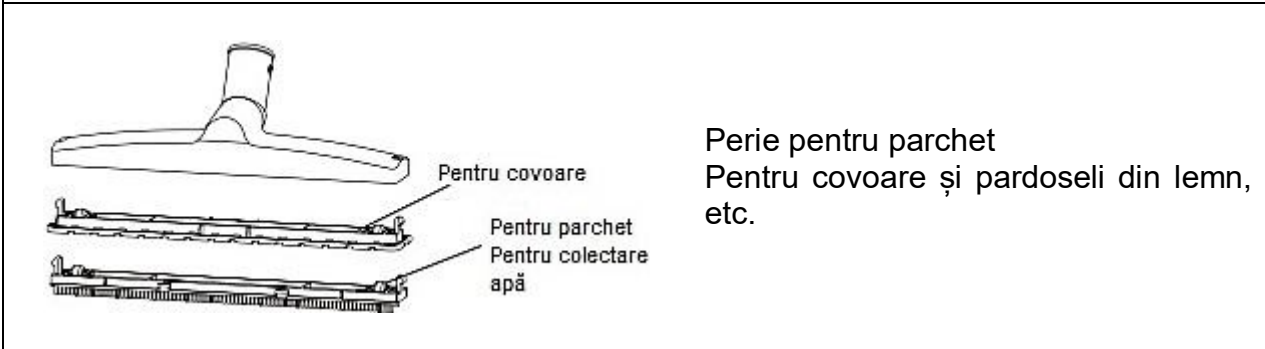 Pentru covoare
Pentru parchet
Pentru colectare
apă
Perie pentru parchet
Pentru covoare și pardoseli din lemn,
etc.